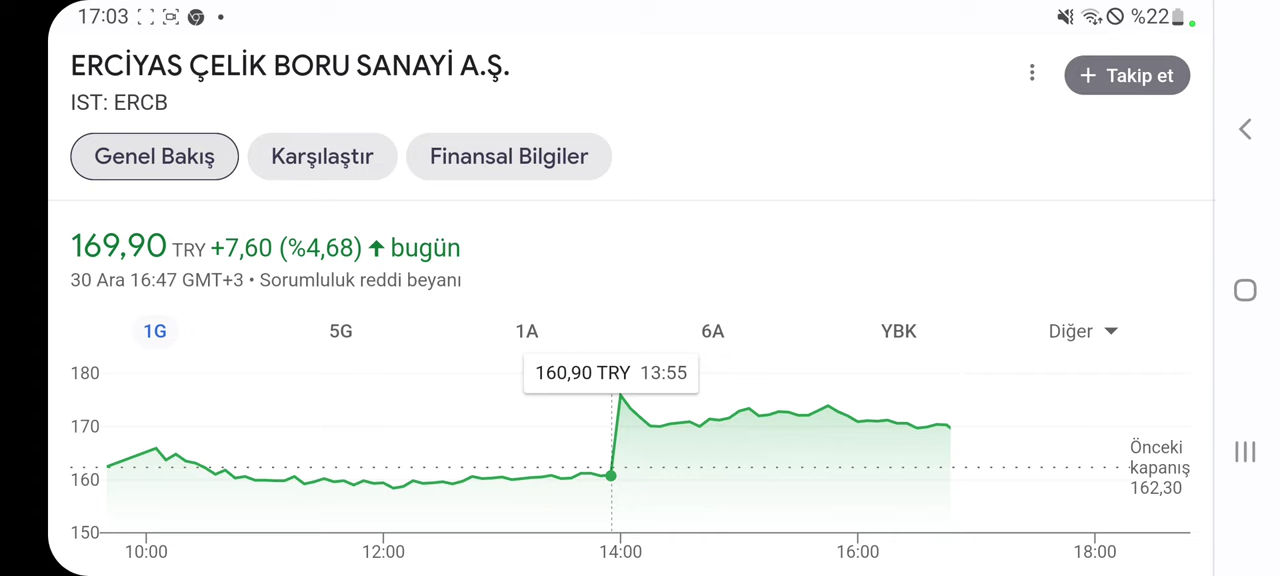 17:03
%22
ERCİYAS ÇELİK BORU SANAYİ A.Ş.
+ Takip et
IST: ERCB
Genel Bakış Karşılaştır Finansal Bilgiler
169,90 TRY +7,60 (%4,68) ↑ bugün
30 Ara 16:47 GMT+3 • Sorumluluk reddi beyanı
1G 5G 1A 6A YBK Diğer
160,90 TRY 13:55
180
170
160
150
Önceki
kapanış
162,30
10:00 12:00 14:00 16:00 18:00